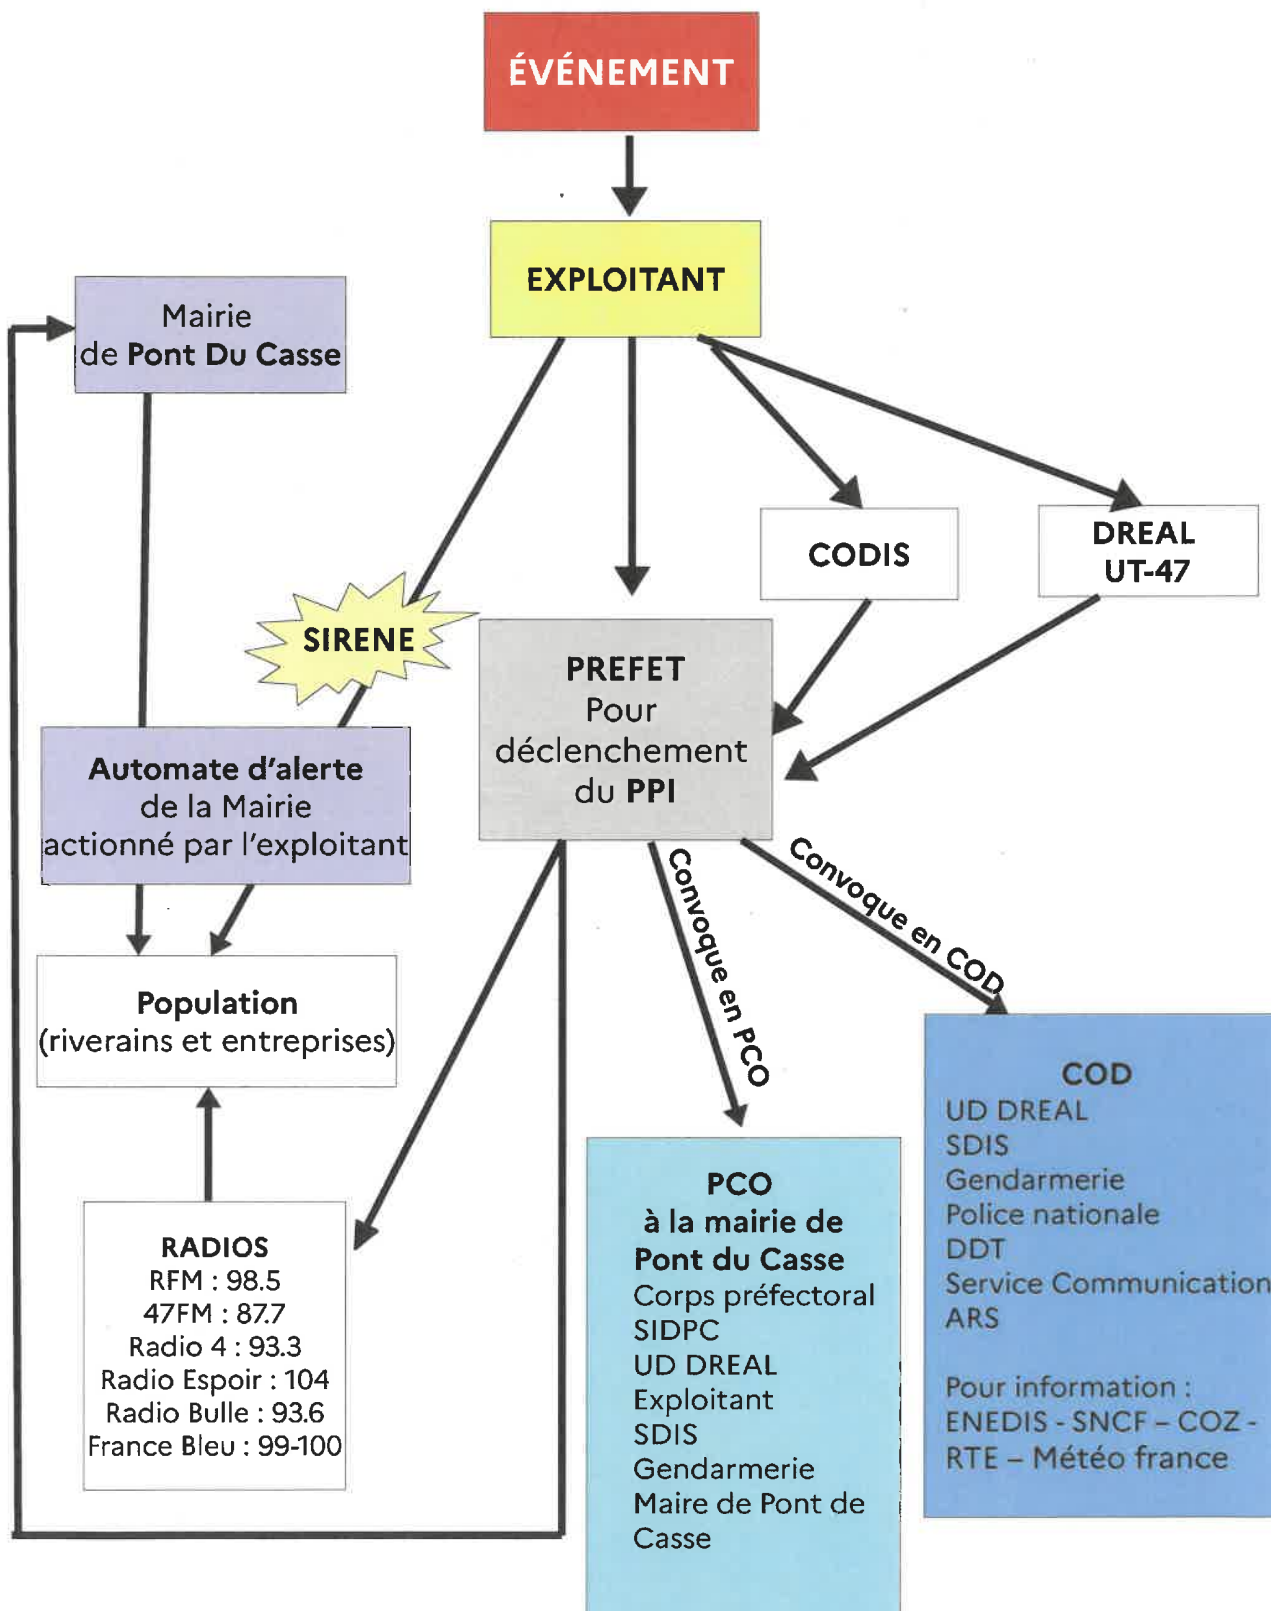 ÉVÉNEMENT
EXPLOITANT
Mairie
de Pont Du Casse
CODIS
DREAL
UT-47
SIRENE
PREFET
Pour
déclenchement
du PPI
Automate d'alerte
de la Mairie
actionné par l'exploitant
Convoque en PCO
Convoque en COD
Population
(riverains et entreprises)
RADIOS
RFM : 98.5
47FM : 87.7
Radio 4 : 93.3
Radio Espoir : 104
Radio Bulle : 93.6
France Bleu : 99-100
PCO
à la mairie de
Pont du Casse
Corps préfectoral
SIDPC
UD DREAL
Exploitant
SDIS
Gendarmerie
Maire de Pont de
Casse
COD
UD DREAL
SDIS
Gendarmerie
Police nationale
DDT
Service Communication
ARS
Pour information :
ENEDIS - SNCF – COZ -
RTE – Météo france